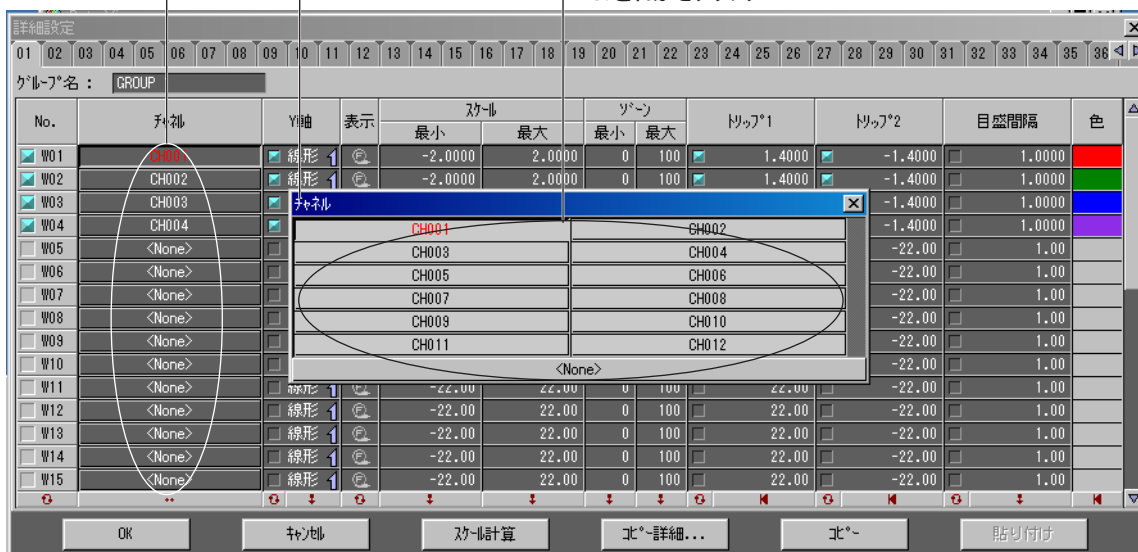 詳細設定
01 02 03 04 05 06 07 08 09 10 11 12 13 14 15 16 17 18 19 20 21 22 23 24 25 26 27 28 29 30 31 32 33 34 35 36
ｸﾞﾙｰﾌﾟ名： GROUP
No. ﾁｬﾈﾙ Y軸 表示 ｽｹｰﾙ ｿﾞｰﾝ ﾄﾘｯﾌﾟ1 ﾄﾘｯﾌﾟ2 目盛間隔 色
最小 最大 最小 最大
W01 CH001 線形 1 -2.0000 2.0000 0 100 1.4000 -1.4000 1.0000
W02 CH002 線形 1 -2.0000 2.0000 0 100 1.4000 -1.4000 1.0000
W03 CH003 -1.4000 1.0000
W04 CH004 -1.4000 1.0000
W05 <None> -22.00 1.00
W06 <None> -22.00 1.00
W07 <None> -22.00 1.00
W08 <None> -22.00 1.00
W09 <None> -22.00 1.00
W10 <None> -22.00 1.00
W11 <None> 線形 1 -22.00 22.00 0 100 22.00 -22.00 1.00
W12 <None> 線形 1 -22.00 22.00 0 100 22.00 -22.00 1.00
W13 <None> 線形 1 -22.00 22.00 0 100 22.00 -22.00 1.00
W14 <None> 線形 1 -22.00 22.00 0 100 22.00 -22.00 1.00
W15 <None> 線形 1 -22.00 22.00 0 100 22.00 -22.00 1.00
ﾁｬﾈﾙ
CH001 CH002
CH003 CH004
CH005 CH006
CH007 CH008
CH009 CH010
CH011 CH012
<None>
OK ｷｬﾝｾﾙ ｽｹｰﾙ計算 ｺﾋﾟｰ詳細... ｺﾋﾟｰ 貼り付け